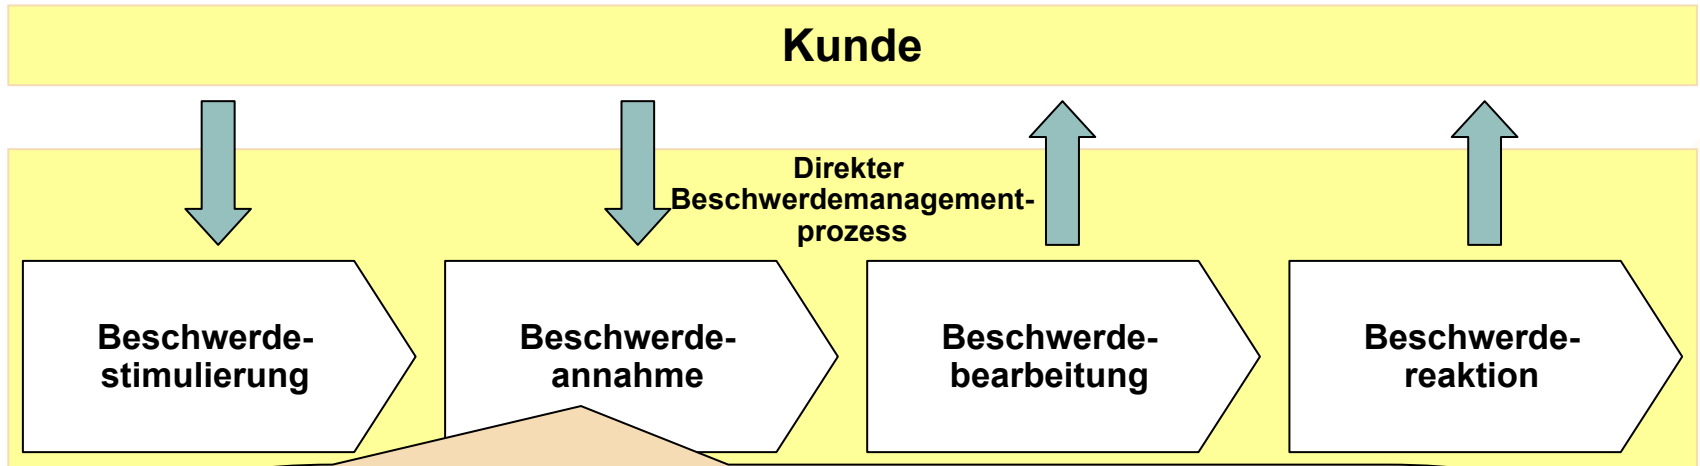 Kunde
Direkter
Beschwerdemanagement-
prozess
Beschwerde-
stimulierung
Beschwerde-
annahme
Beschwerde-
bearbeitung
Beschwerde-
reaktion